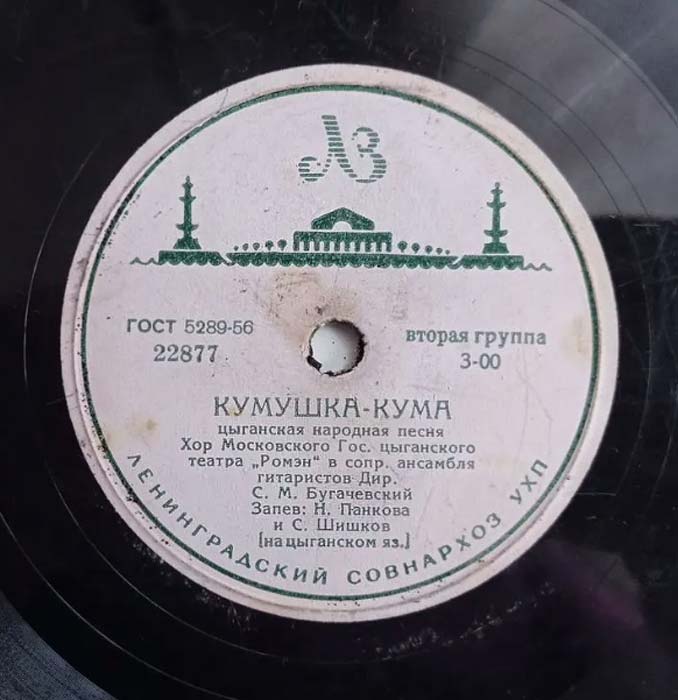 ЛЗ
ГОСТ 5289-56
22877
вторая группа
3-00
КУМУШКА-КУМА
цыганская народная песня
Хор Московского Гос. цыганского
театра „Ромэн" в сопр. ансамбля
гитаристов Дир.
С. М. Бугачевский
Запев: Н. Панкова
и С. Шишков
[на цыганском яз.]
ЛЕНИНГРАДСКИЙ СОВНАРХОЗ УХП